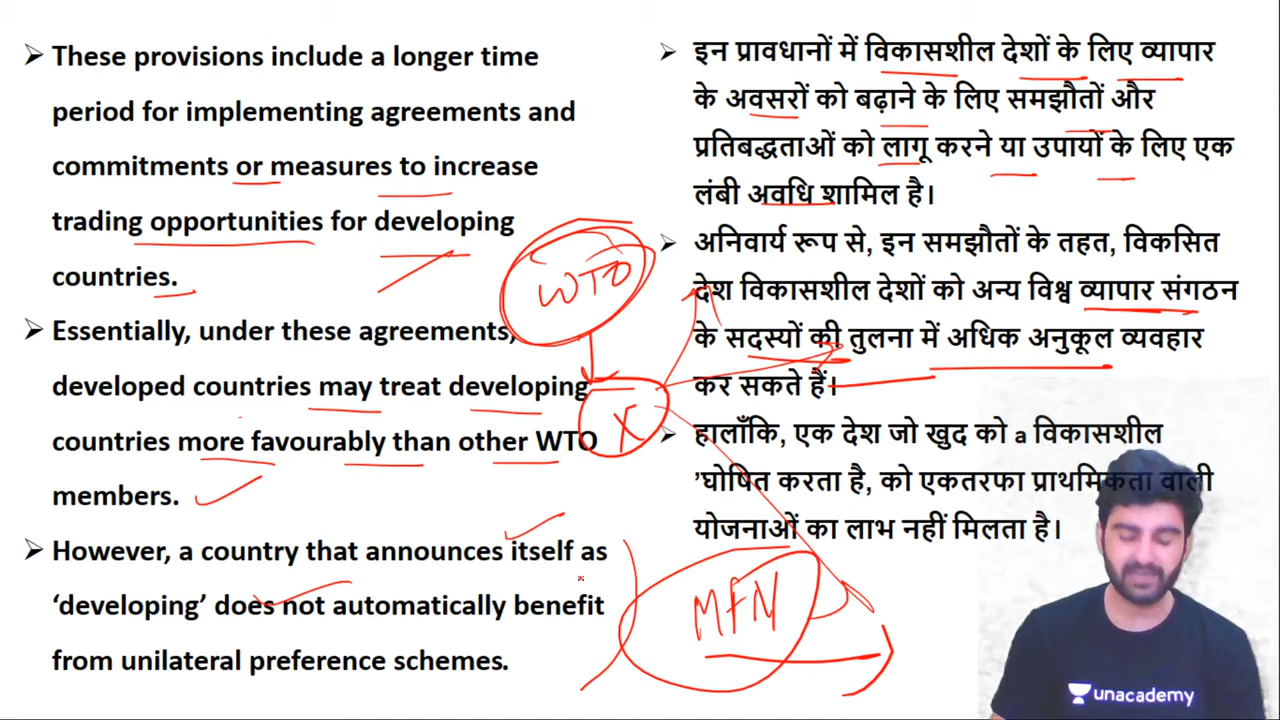 These provisions include a longer time
period for implementing agreements and
commitments or measures to increase
trading opportunities for developing
countries.
Essentially, under these agreements,
developed countries may treat developing
countries more favourably than other WTO
members.
However, a country that announces itself as
‘developing’ does not automatically benefit
from unilateral preference schemes.
इन प्रावधानों में विकासशील देशों के लिए व्यापार
के अवसरों को बढ़ाने के लिए समझौतों और
प्रतिबद्धताओं को लागू करने या उपायों के लिए एक
लंबी अवधि शामिल है।
अनिवार्य रूप से, इन समझौतों के तहत, विकसित
देश विकासशील देशों को अन्य विश्व व्यापार संगठन
के सदस्यों की तुलना में अधिक अनुकूल व्यवहार
कर सकते हैं।
हालाँकि, एक देश जो खुद को a विकासशील
’घोषित करता है, को एकतरफा प्राथमिकता वाली
योजनाओं का लाभ नहीं मिलता है।
WTO
X
MFN
unacademy